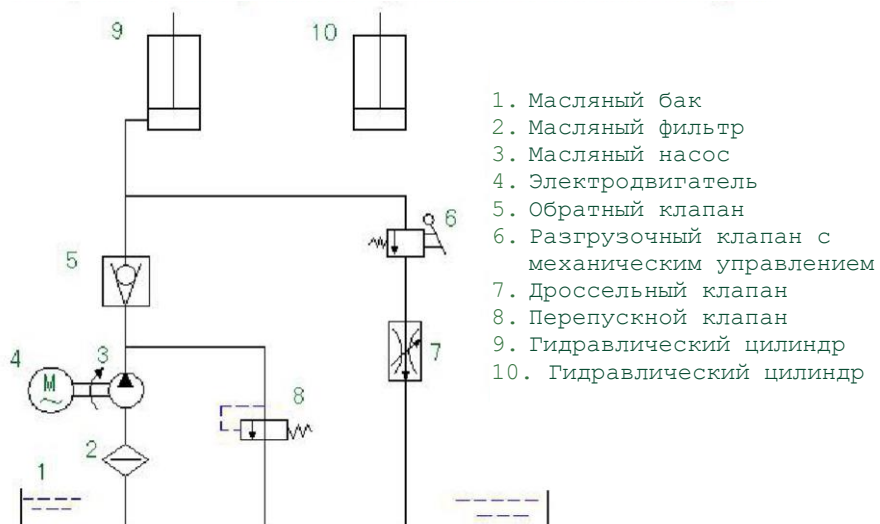 9
10
1. Масляный бак
2. Масляный фильтр
3. Масляный насос
4. Электродвигатель
5. Обратный клапан
6. Разгрузочный клапан с
механическим управлением
7. Дроссельный клапан
8. Перепускной клапан
9. Гидравлический цилиндр
10. Гидравлический цилиндр
6
5
7
4
3
M
8
2
1